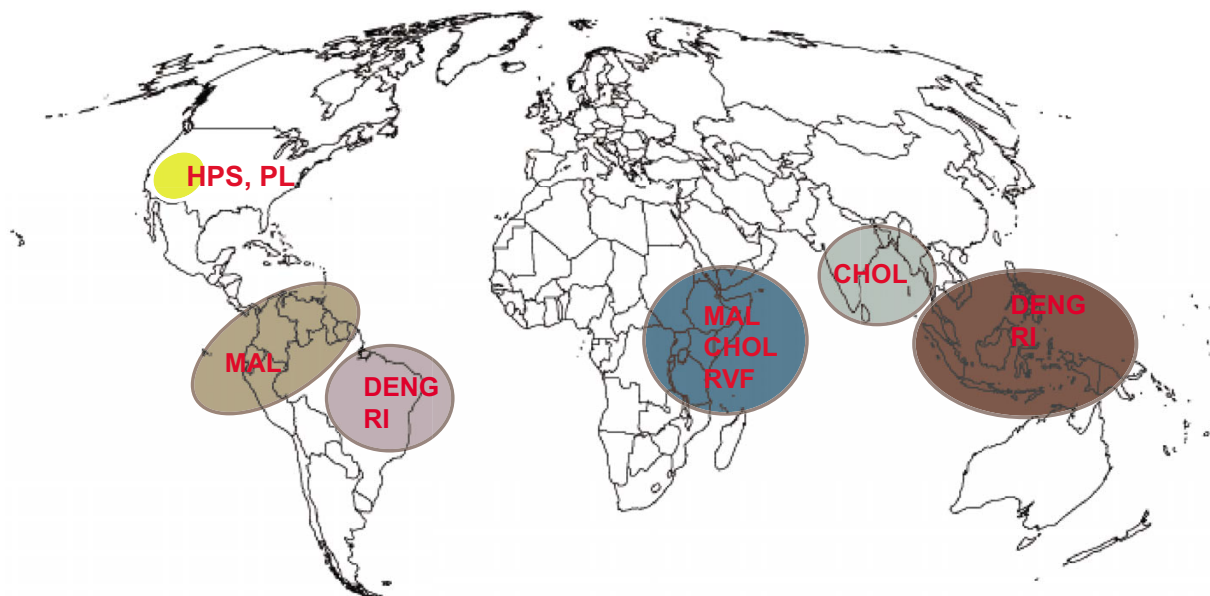 HPS, PL
MAL
DENG
RI
MAL
CHOL
RVF
CHOL
DENG
RI